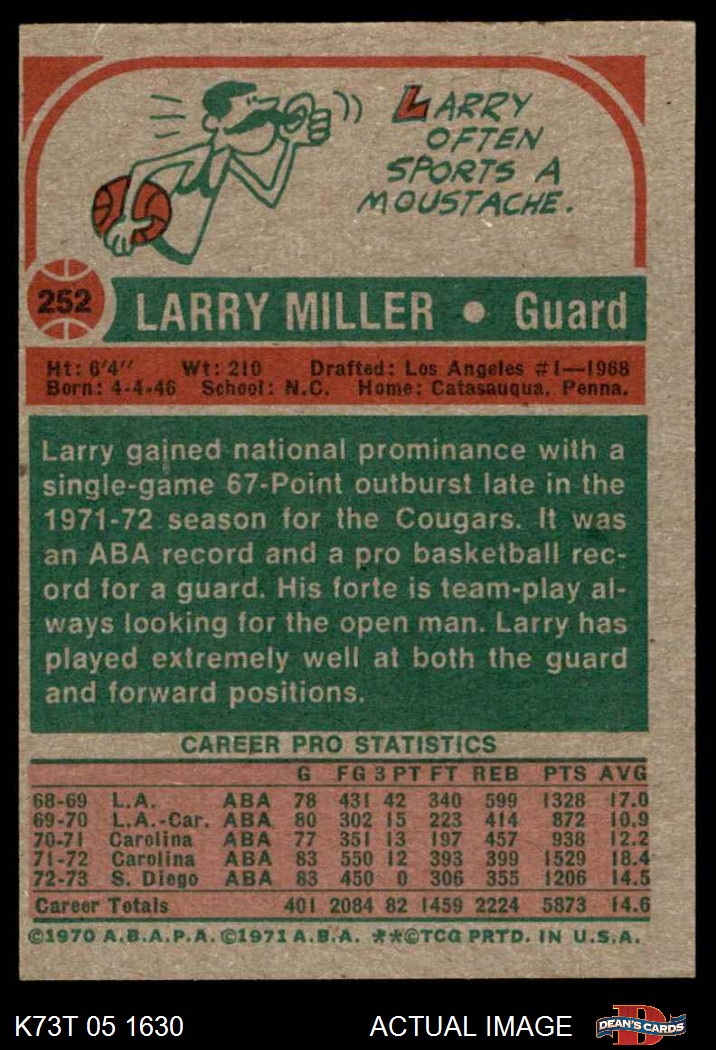 LARRY
OFTEN
SPORTS A
MOUSTACHE.
252
LARRY MILLER • Guard
Ht: 6'4" Wt: 210 Drafted: Los Angeles #1—1968
Born: 4-4-46 School: N.C. Home: Catasauqua, Penna.
Larry gained national prominance with a
single-game 67-Point outburst late in the
1971-72 season for the Cougars. It was
an ABA record and a pro basketball rec-
ord for a guard. His forte is team-play al-
ways looking for the open man. Larry has
played extremely well at both the guard
and forward positions.
CAREER PRO STATISTICS
G FG 3 PT FT REB PTS AVG
68-69 L.A. ABA 78 431 42 340 599 1328 17.0
69-70 L.A.-Car. ABA 80 302 15 223 414 872 10.9
70-71 Carolina ABA 77 351 13 197 457 938 12.2
71-72 Carolina ABA 83 550 12 393 399 1529 18.4
72-73 S. Diego ABA 83 450 0 306 355 1206 14.5
Career Totals 401 2084 82 1459 2224 5873 14.6
©1970 A.B.A.P.A. ©1971 A.B.A. **©TCG PRTD. IN U.S.A.
K73T 05 1630 ACTUAL IMAGE DEAN'S CARDS